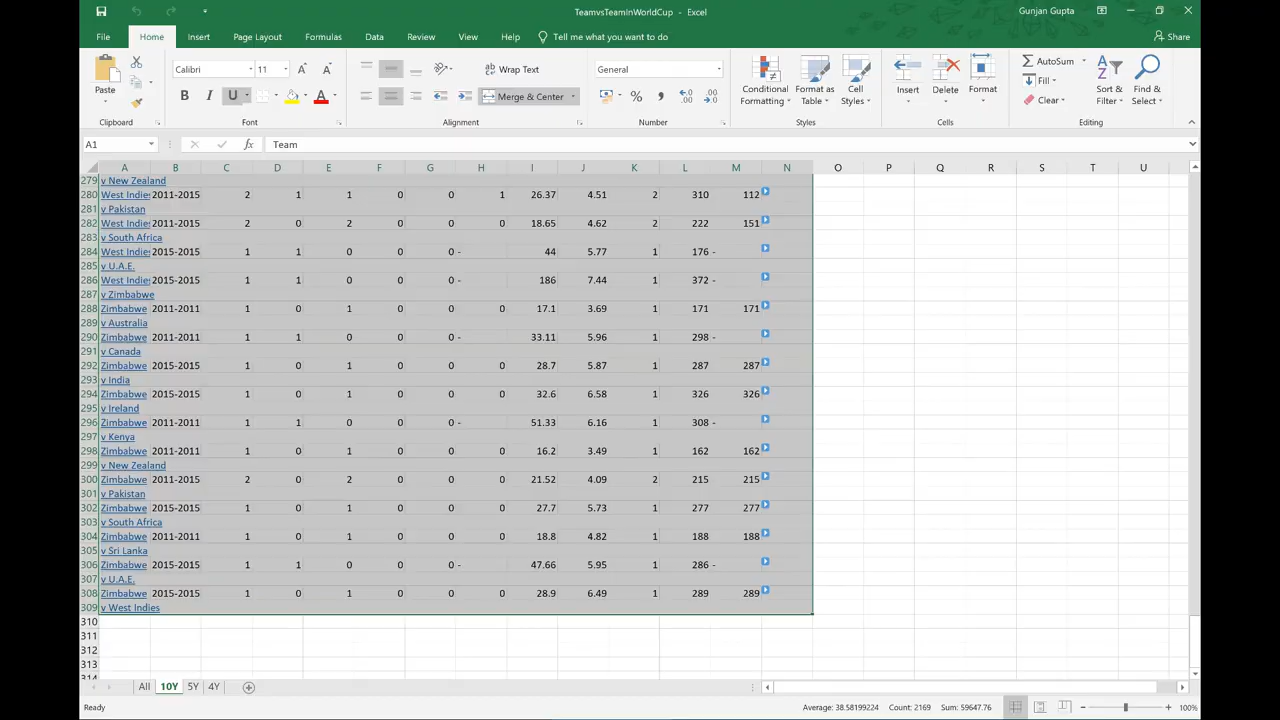 TeamvsTeamInWorldCup - Excel
Gunjan Gupta
File Home Insert Page Layout Formulas Data Review View Help Tell me what you want to do Share
Paste
Calibri 11
Wrap Text
General
Conditional Formatting
Format as Table
Cell Styles
Insert Delete Format
AutoSum
Fill
Clear
Sort & Filter
Find & Select
B I U A
Merge & Center
Clipboard Font Alignment Number Styles Cells Editing
A1 fx Team
A B C D E F G H I J K L M N O P Q R S T U
279 v New Zealand
280 West Indies 2011-2015 2 1 1 0 0 1 26.37 4.51 2 310 112
281 v Pakistan
282 West Indies 2011-2015 2 0 2 0 0 0 18.65 4.62 2 222 151
283 v South Africa
284 West Indies 2015-2015 1 1 0 0 0 - 44 5.77 1 176 -
285 v U.A.E.
286 West Indies 2015-2015 1 1 0 0 0 - 186 7.44 1 372 -
287 v Zimbabwe
288 Zimbabwe 2011-2011 1 0 1 0 0 0 17.1 3.69 1 171 171
289 v Australia
290 Zimbabwe 2011-2011 1 1 0 0 0 - 33.11 5.96 1 298 -
291 v Canada
292 Zimbabwe 2015-2015 1 0 1 0 0 0 28.7 5.87 1 287 287
293 v India
294 Zimbabwe 2015-2015 1 0 1 0 0 0 32.6 6.58 1 326 326
295 v Ireland
296 Zimbabwe 2011-2011 1 1 0 0 0 - 51.33 6.16 1 308 -
297 v Kenya
298 Zimbabwe 2011-2011 1 0 1 0 0 0 16.2 3.49 1 162 162
299 v New Zealand
300 Zimbabwe 2011-2015 2 0 2 0 0 0 21.52 4.09 2 215 215
301 v Pakistan
302 Zimbabwe 2015-2015 1 0 1 0 0 0 27.7 5.73 1 277 277
303 v South Africa
304 Zimbabwe 2011-2011 1 0 1 0 0 0 18.8 4.82 1 188 188
305 v Sri Lanka
306 Zimbabwe 2015-2015 1 1 0 0 0 - 47.66 5.95 1 286 -
307 v U.A.E.
308 Zimbabwe 2015-2015 1 0 1 0 0 0 28.9 6.49 1 289 289
309 v West Indies
310
311
312
313
314
All 10Y 5Y 4Y
Ready Average: 38.58199224 Count: 2169 Sum: 59647.76 100%